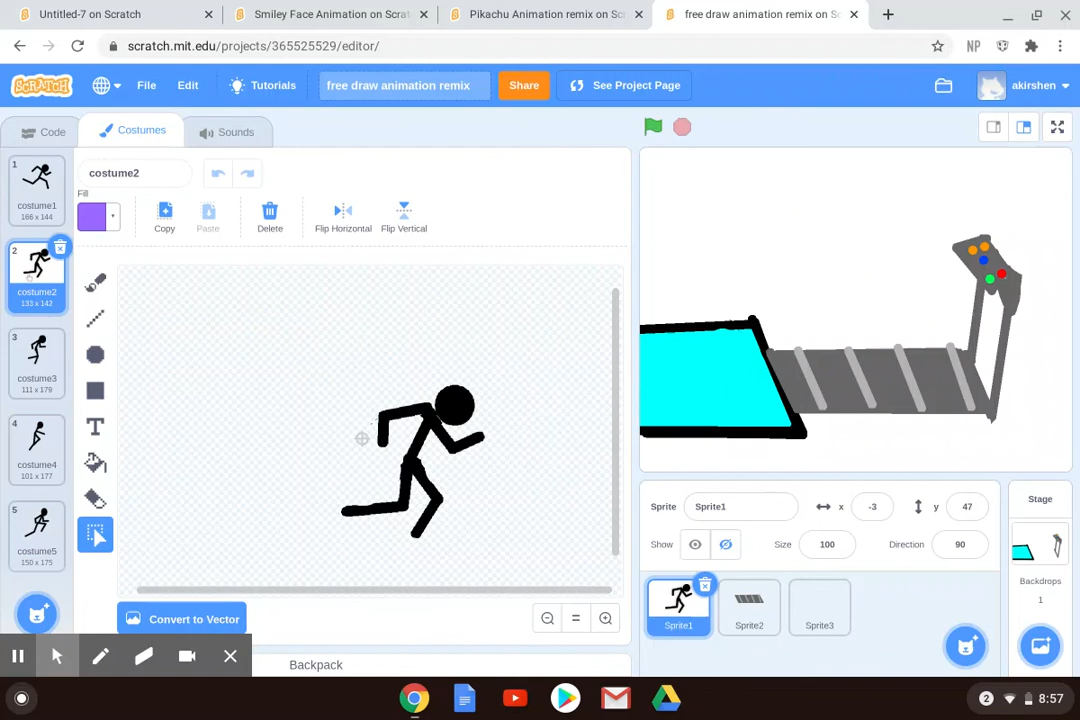 Untitled-7 on Scratch
Smiley Face Animation on Scrat
Pikachu Animation remix on Sc
free draw animation remix on Sc
scratch.mit.edu/projects/365525529/editor/
NP
SCRATCH
File
Edit
Tutorials
free draw animation remix
Share
See Project Page
akirshen
Code
Costumes
Sounds
1
costume1
166 x 144
2
costume2
133 x 142
3
costume3
111 x 179
4
costume4
101 x 177
5
costume5
150 x 175
costume2
Fill
Copy
Paste
Delete
Flip Horizontal
Flip Vertical
T
Convert to Vector
Backpack
Sprite
Sprite1
x
-3
y
47
Show
Size
100
Direction
90
Sprite1
Sprite2
Sprite3
Stage
Backdrops
1
2
8:57